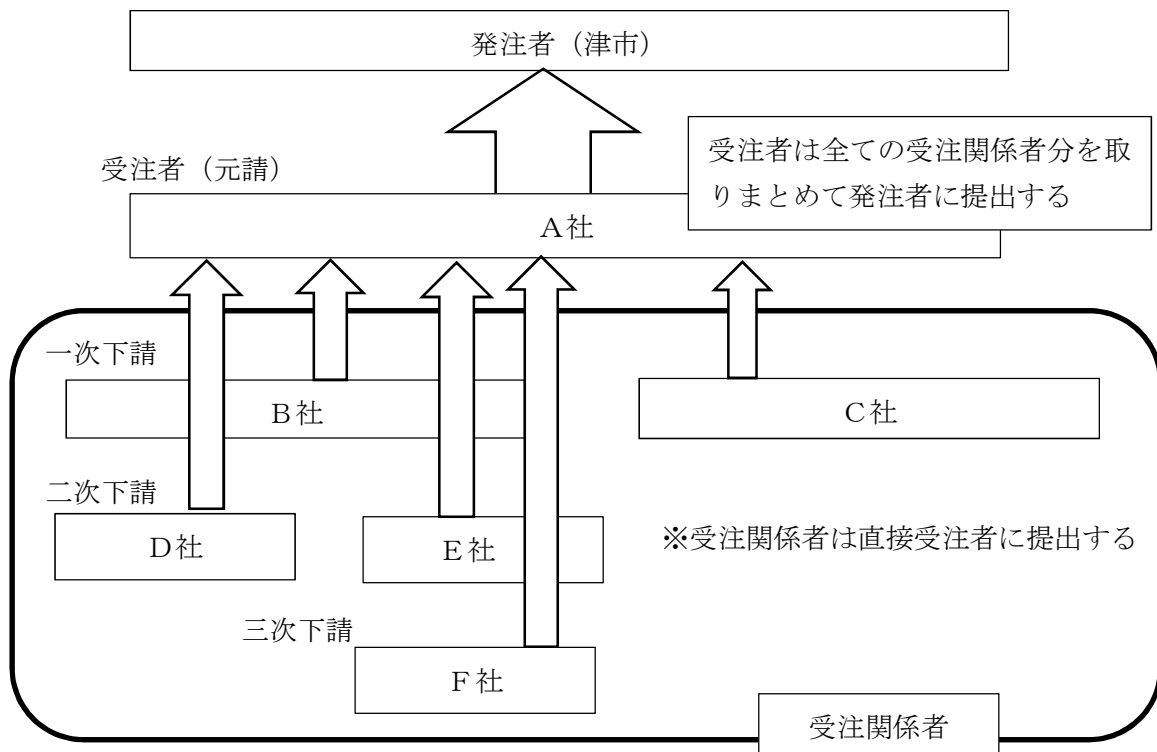 発注者（津市）
受注者は全ての受注関係者分を取
りまとめて発注者に提出する
受注者（元請）
Ａ社
一次下請
Ｂ社
Ｃ社
二次下請
Ｄ社
Ｅ社
※受注関係者は直接受注者に提出する
三次下請
Ｆ社
受注関係者